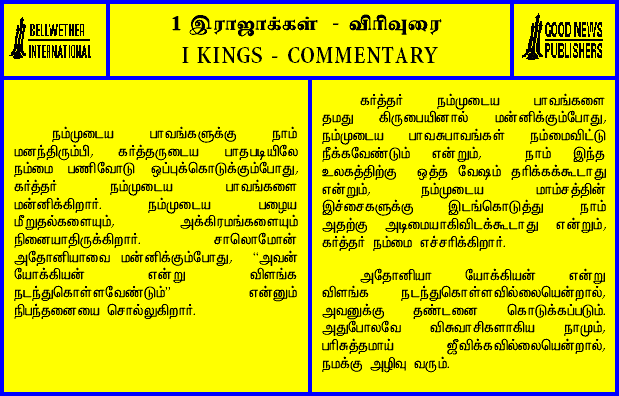 BELLWETHER
INTERNATIONAL
1 இராஜாக்கள் - விரிவுரை
I KINGS - COMMENTARY
GOOD NEWS
PUBLISHERS
நம்முடைய பாவங்களுக்கு நாம்
மனந்திரும்பி, கர்த்தருடைய பாதபடியிலே
நம்மை பணிவோடு ஒப்புக்கொடுக்கும்போது,
கர்த்தர் நம்முடைய பாவங்களை
மன்னிக்கிறார். நம்முடைய பழைய
மீறுதல்களையும், அக்கிரமங்களையும்
நினையாதிருக்கிறார். சாலொமோன்
அதோனியாவை மன்னிக்கும்போது, “அவன்
யோக்கியன் என்று விளங்க
நடந்துகொள்ளவேண்டும்” என்னும்
நிபந்தனையை சொல்லுகிறார்.
கர்த்தர் நம்முடைய பாவங்களை
தமது கிருபையினால் மன்னிக்கும்போது,
நம்முடைய பாவசுபாவங்கள் நம்மைவிட்டு
நீக்கவேண்டும் என்றும், நாம் இந்த
உலகத்திற்கு ஒத்த வேஷம் தரிக்கக்கூடாது
என்றும், நம்முடைய மாம்சத்தின்
இச்சைகளுக்கு இடங்கொடுத்து நாம்
அதற்கு அடிமையாகிவிடக்கூடாது என்றும்,
கர்த்தர் நம்மை எச்சரிக்கிறார்.
அதோனியா யோக்கியன் என்று
விளங்க நடந்துகொள்ளவில்லையென்றால்,
அவனுக்கு தண்டனை கொடுக்கப்படும்.
அதுபோலவே விசுவாசிகளாகிய நாமும்,
பரிசுத்தமாய் ஜீவிக்கவில்லையென்றால்,
நமக்கு அழிவு வரும்.